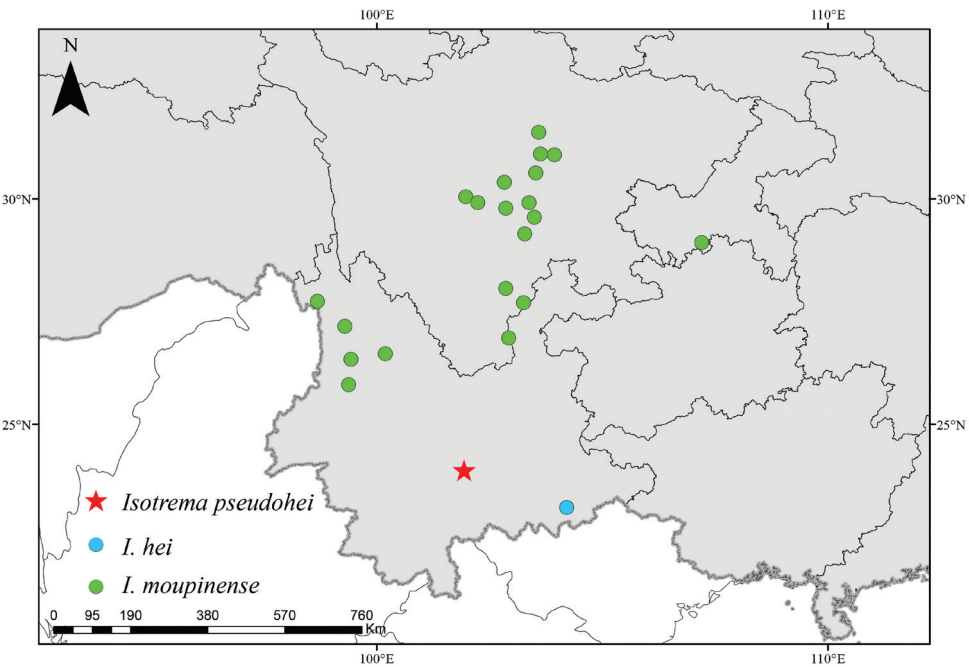 100°E 110°E
N
30°N 30°N
25°N 25°N
Isotrema pseudohei
I. hei
I. moupinense
0 95 190 380 570 760
Km
100°E 110°E